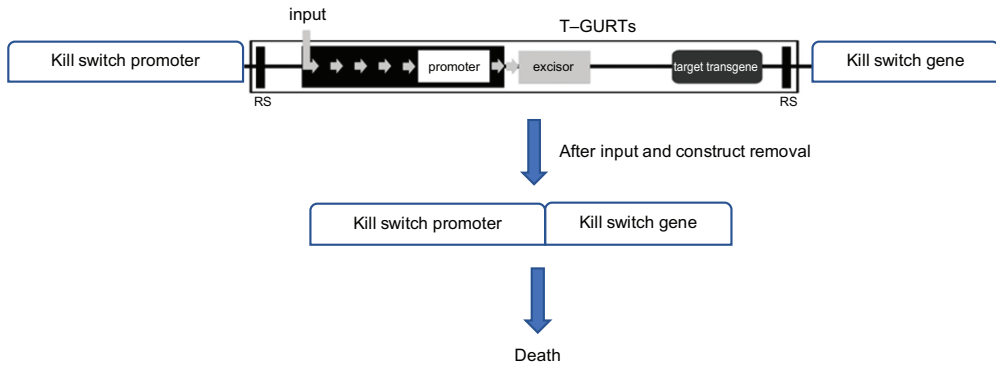 input
T–GURTs
Kill switch promoter
promoter
excisor
target transgene
Kill switch gene
RS
RS
After input and construct removal
Kill switch promoter
Kill switch gene
Death